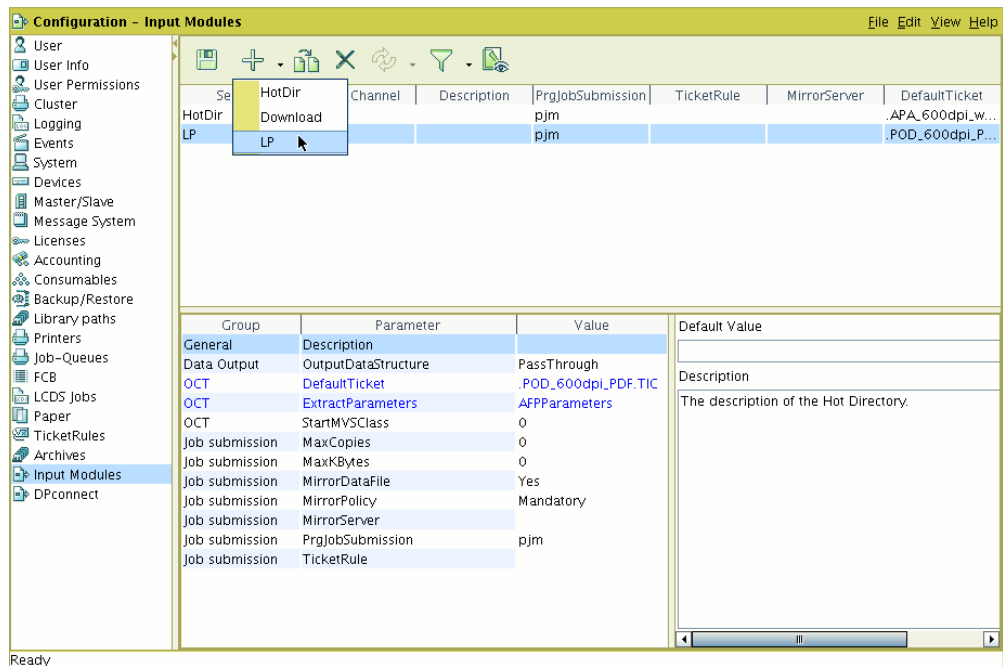 Configuration - Input Modules
File Edit View Help
User
User Info
User Permissions
Cluster
Logging
Events
System
Devices
Master/Slave
Message System
Licenses
Accounting
Consumables
Backup/Restore
Library paths
Printers
Job-Queues
FCB
LCDS Jobs
Paper
TicketRules
Archives
Input Modules
DPconnect
HotDir
Download
LP
Se Channel Description PrgJobSubmission TicketRule MirrorServer DefaultTicket
HotDir pjm .APA_600dpi_w...
LP pjm .POD_600dpi_P...
Group Parameter Value
General Description
Data Output OutputDataStructure PassThrough
OCT DefaultTicket .POD_600dpi_PDF.TIC
OCT ExtractParameters AFPParameters
OCT StartMVSClass 0
Job submission MaxCopies 0
Job submission MaxKBytes 0
Job submission MirrorDataFile Yes
Job submission MirrorPolicy Mandatory
Job submission MirrorServer
Job submission PrgJobSubmission pjm
Job submission TicketRule
Default Value
Description
The description of the Hot Directory.
Ready